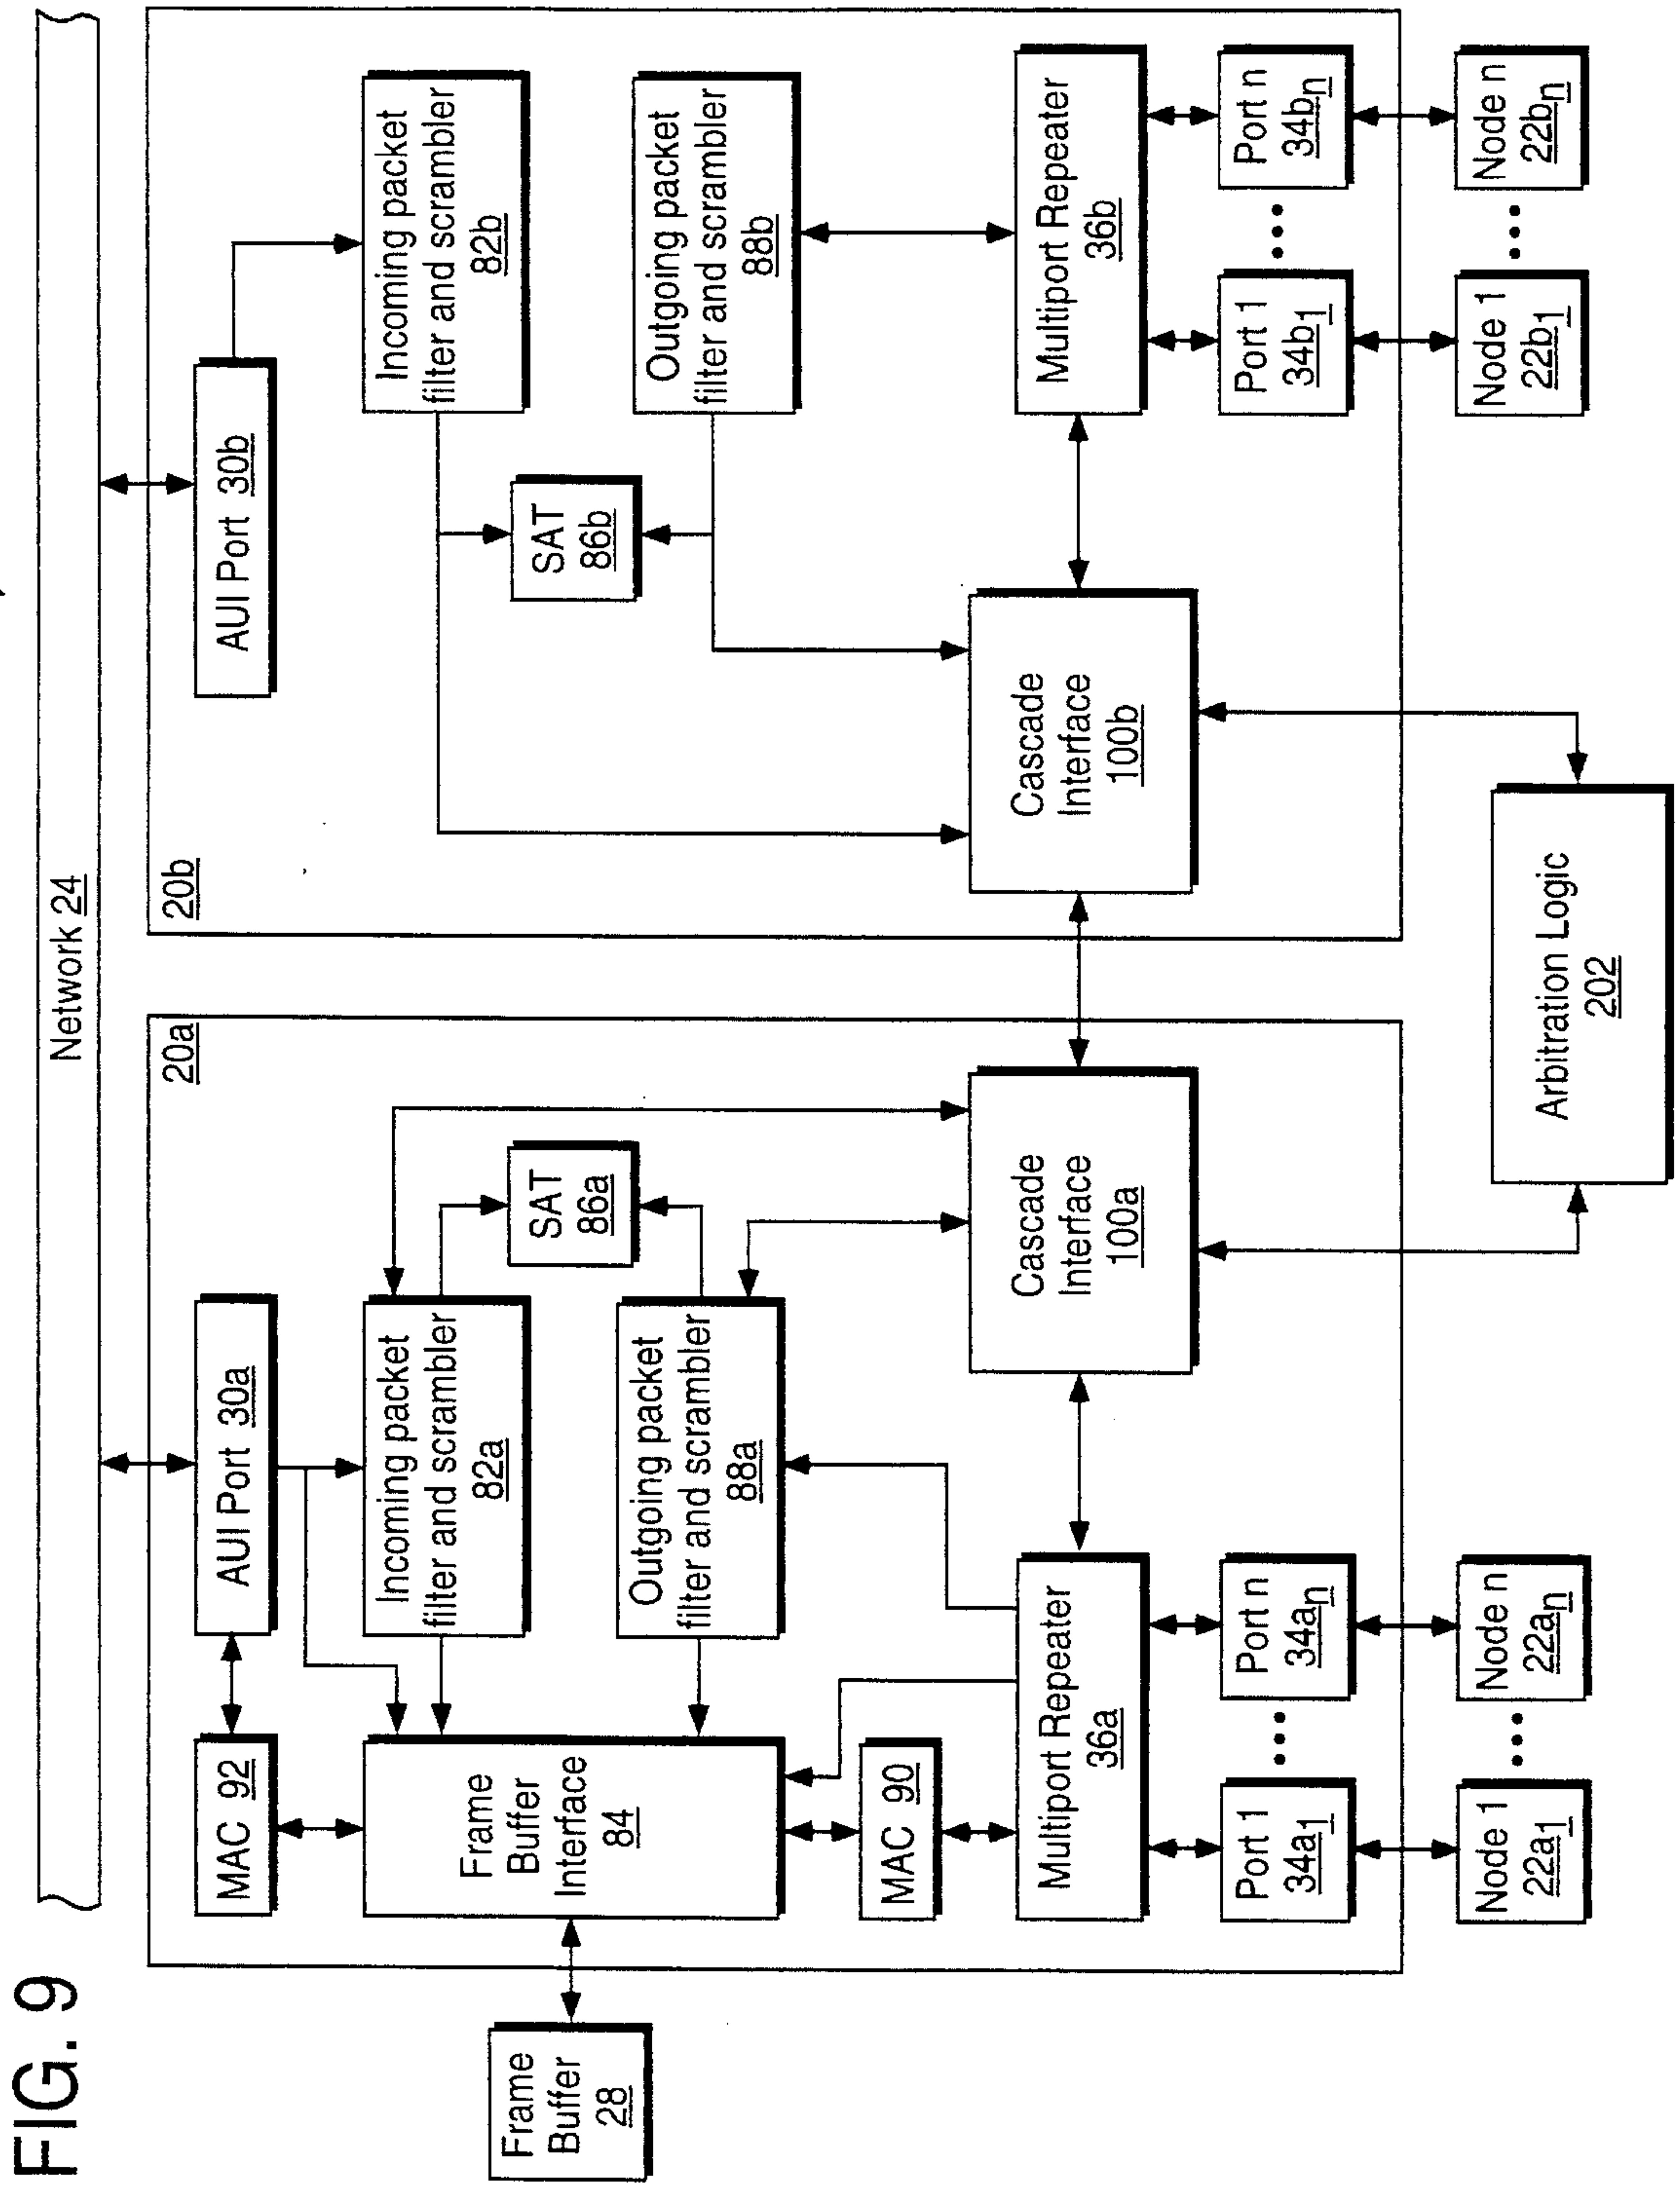 FIG. 9
Network 24
20a
MAC 92
AUI Port 30a
Frame
Buffer
28
Frame
Buffer
Interface
84
Incoming packet
filter and scrambler
82a
SAT
86a
Outgoing packet
filter and scrambler
88a
MAC 90
Multiport Repeater
36a
Cascade
Interface
100a
Port 1
34a1
....
Port n
34an
Node 1
22a1
....
Node n
22an
20b
AUI Port 30b
Incoming packet
filter and scrambler
82b
SAT
86b
Outgoing packet
filter and scrambler
88b
Cascade
Interface
100b
Multiport Repeater
36b
Port 1
34b1
....
Port n
34bn
Node 1
22b1
....
Node n
22bn
Arbitration Logic
202